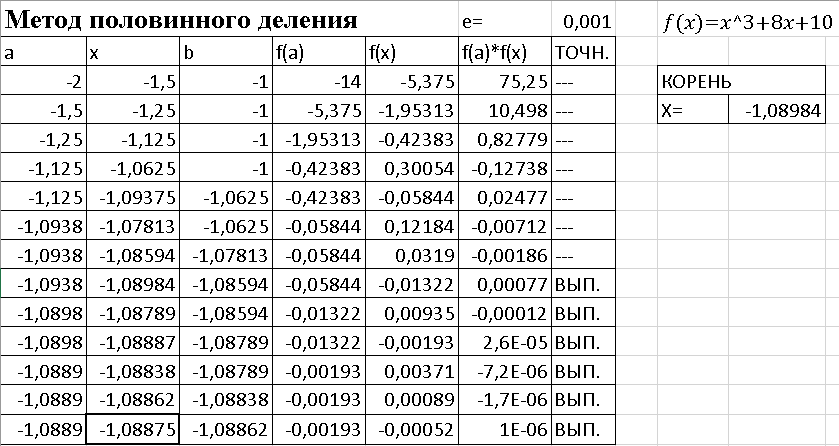 Метод половинного деления e= 0,001 f(x)=x^3+8x+10
a x b f(a) f(x) f(a)*f(x) ТОЧН.
-2 -1,5 -1 -14 -5,375 75,25 --- КОРЕНЬ
-1,5 -1,25 -1 -5,375 -1,95313 10,498 --- X= -1,08984
-1,25 -1,125 -1 -1,95313 -0,42383 0,82779 ---
-1,125 -1,0625 -1 -0,42383 0,30054 -0,12738 ---
-1,125 -1,09375 -1,0625 -0,42383 -0,05844 0,02477 ---
-1,0938 -1,07813 -1,0625 -0,05844 0,12184 -0,00712 ---
-1,0938 -1,08594 -1,07813 -0,05844 0,0319 -0,00186 ---
-1,0938 -1,08984 -1,08594 -0,05844 -0,01322 0,00077 ВЫП.
-1,0898 -1,08789 -1,08594 -0,01322 0,00935 -0,00012 ВЫП.
-1,0898 -1,08887 -1,08789 -0,01322 -0,00193 2,6E-05 ВЫП.
-1,0889 -1,08838 -1,08789 -0,00193 0,00371 -7,2E-06 ВЫП.
-1,0889 -1,08862 -1,08838 -0,00193 0,00089 -1,7E-06 ВЫП.
-1,0889 -1,08875 -1,08862 -0,00193 -0,00052 1E-06 ВЫП.